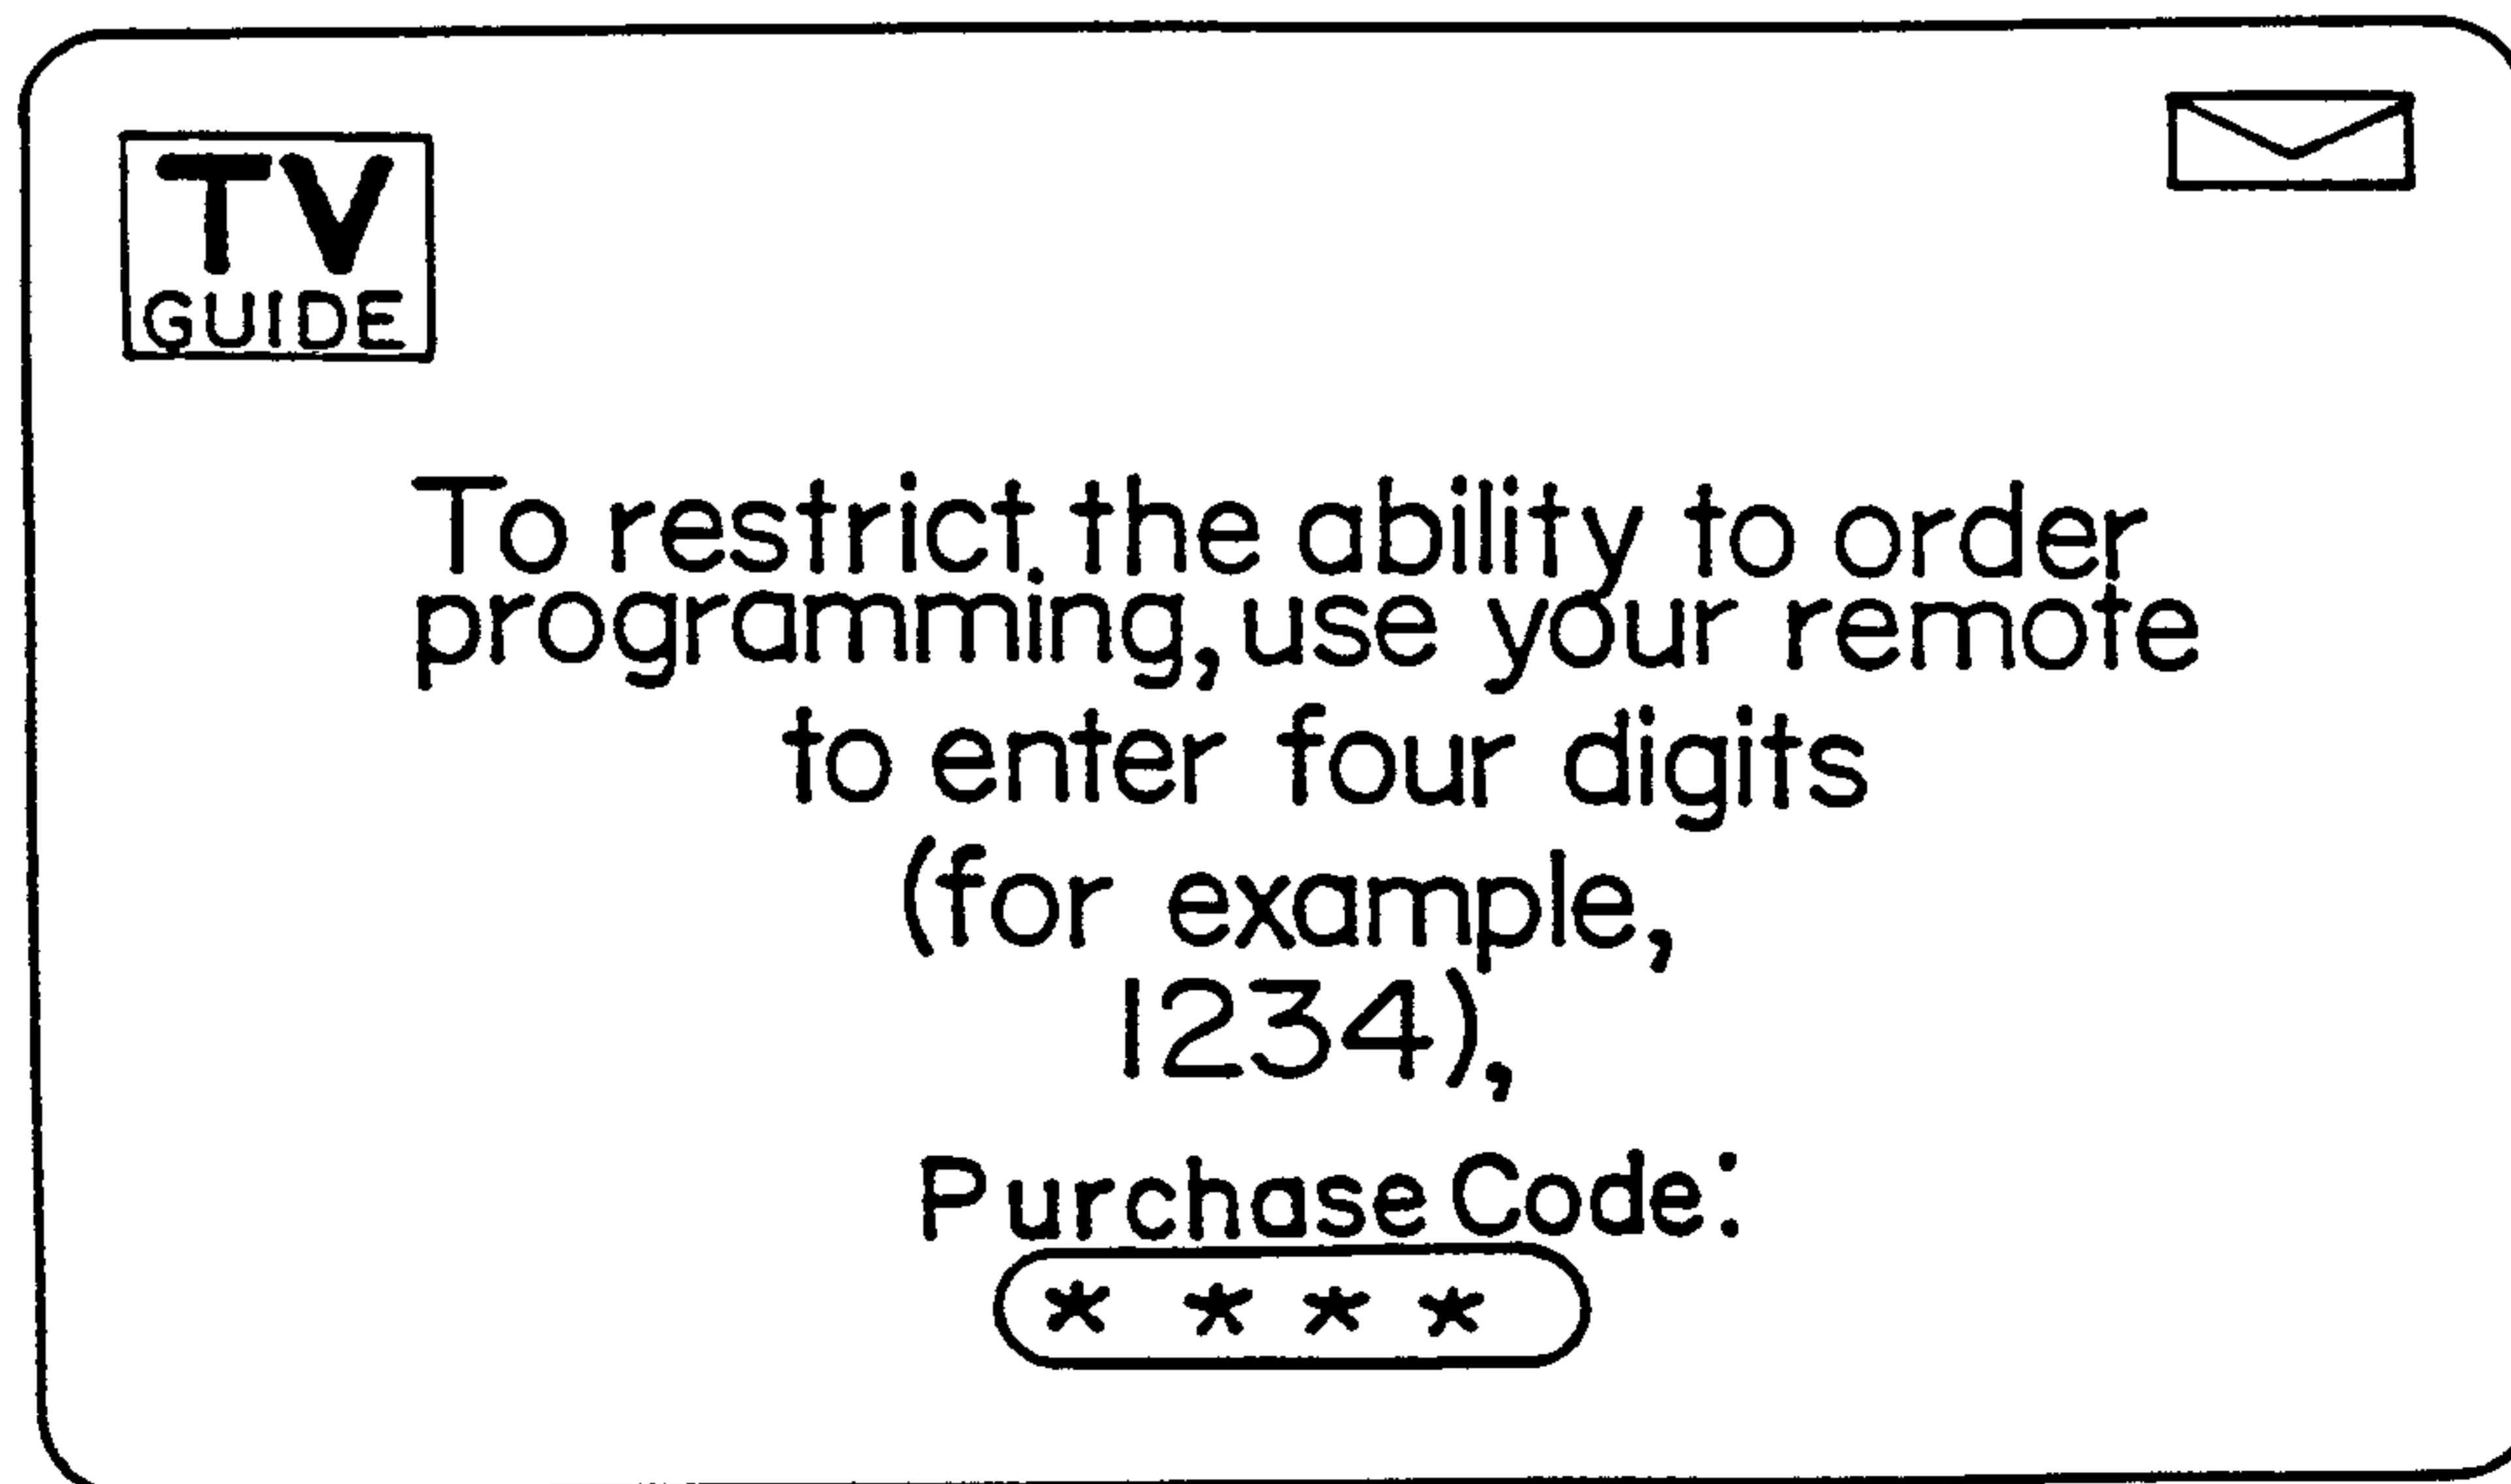 TV
GUIDE
To restrict the ability to order
programming, use your remote
to enter four digits
(for example,
1234),
Purchase Code:
* * * *